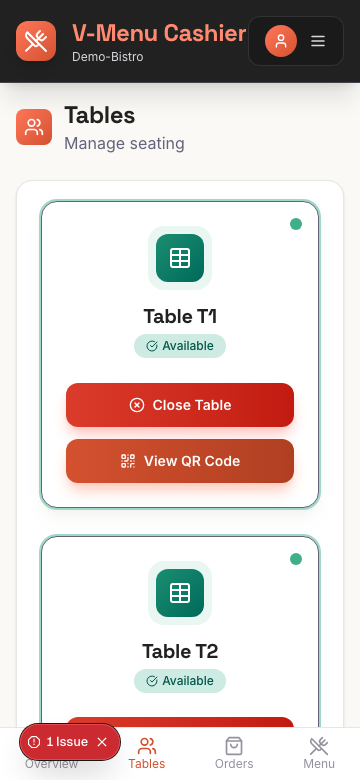 V-Menu Cashier
Demo-Bistro
Tables
Manage seating
Table T1
Available
Close Table
View QR Code
Table T2
Available
1 Issue
Overview
Tables
Orders
Menu